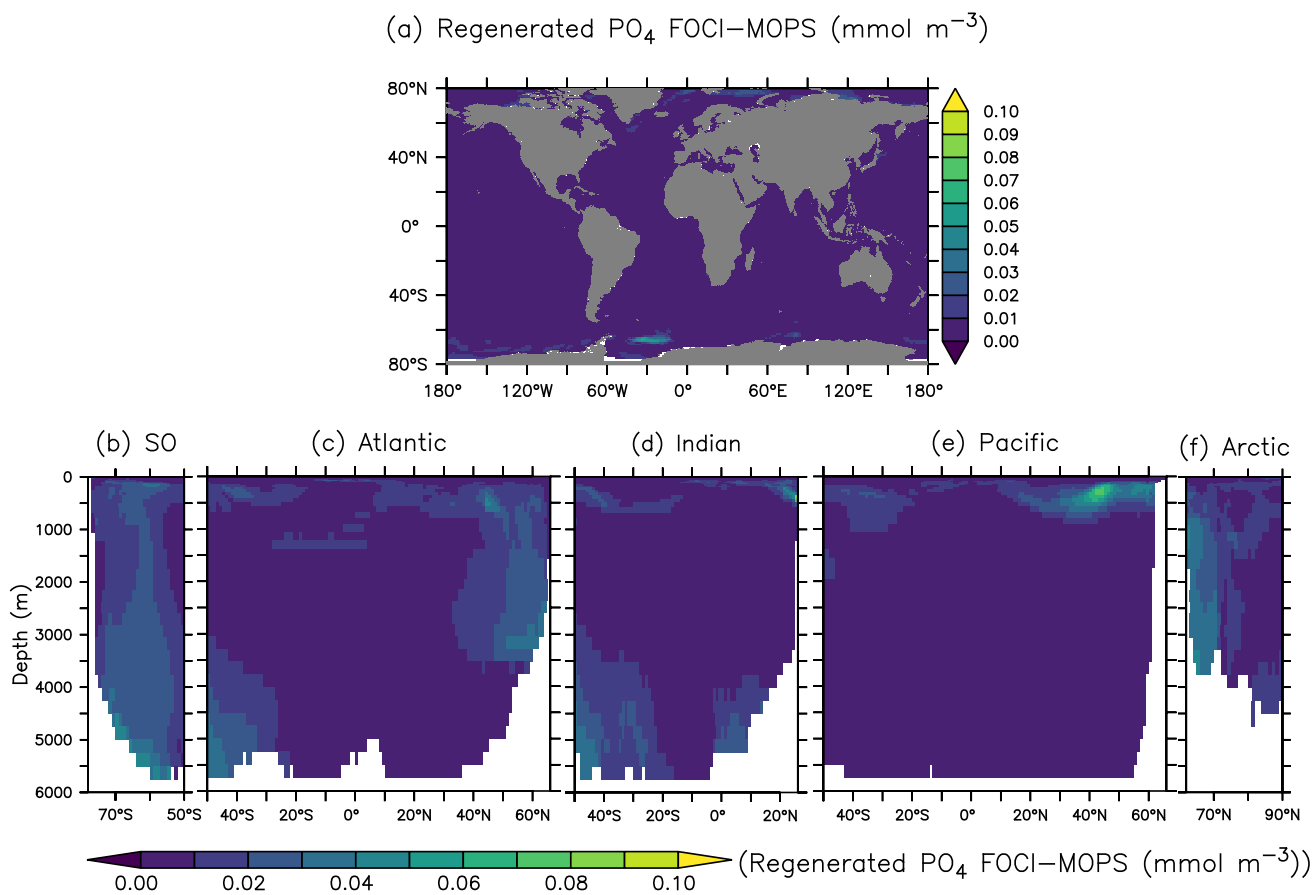 (a) Regenerated PO4 FOCI–MOPS (mmol m−3)
80°N
40°N
0°
40°S
80°S
180°
120°W
60°W
0°
60°E
120°E
180°
0.10
0.09
0.08
0.07
0.06
0.05
0.04
0.03
0.02
0.01
0.00
(b) SO
(c) Atlantic
(d) Indian
(e) Pacific
(f) Arctic
Depth (m)
0
1000
2000
3000
4000
5000
6000
70°S
50°S
40°S
20°S
0°
20°N
40°N
60°N
40°S
20°S
0°
20°N
40°S
20°S
0°
20°N
40°N
60°N
70°N
90°N
0.00
0.02
0.04
0.06
0.08
0.10
(Regenerated PO4 FOCI–MOPS (mmol m−3))